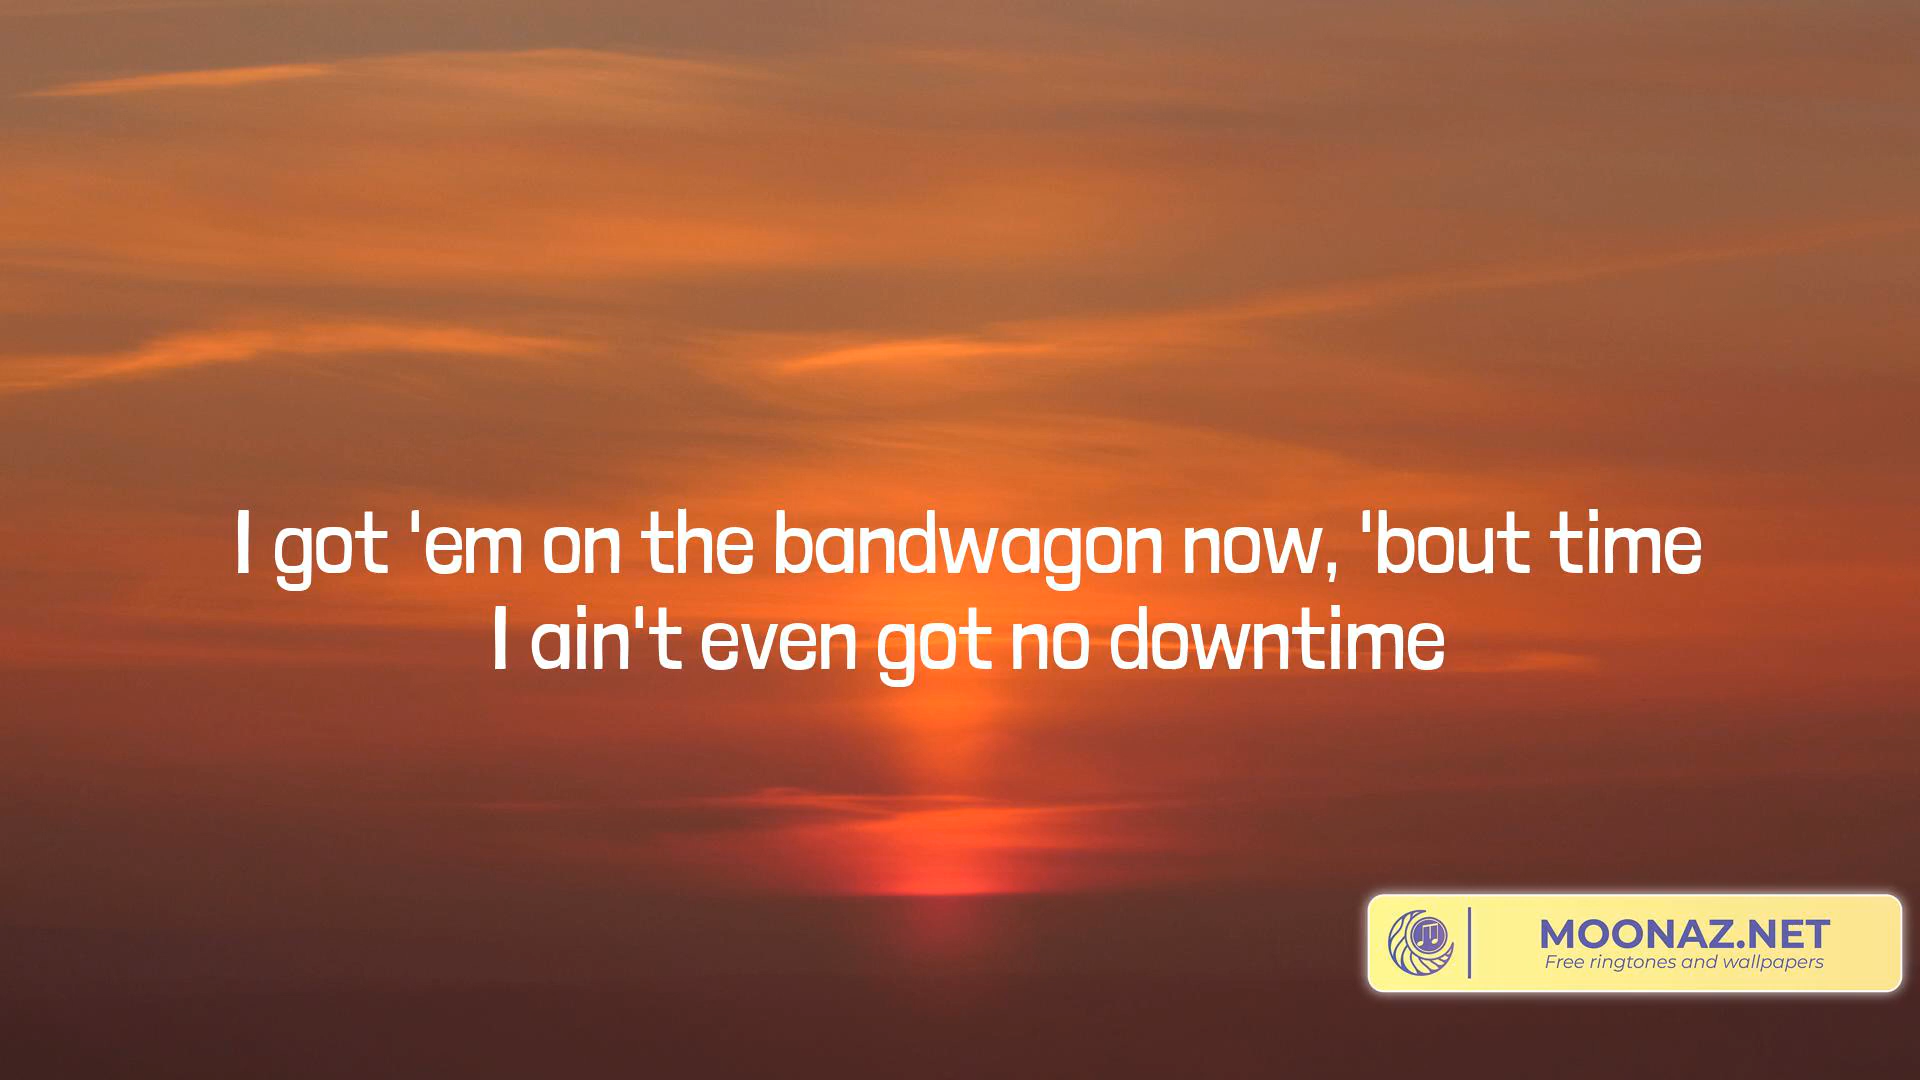 I got 'em on the bandwagon now, 'bout time
I ain't even got no downtime
MOONAZ.NET
Free ringtones and wallpapers